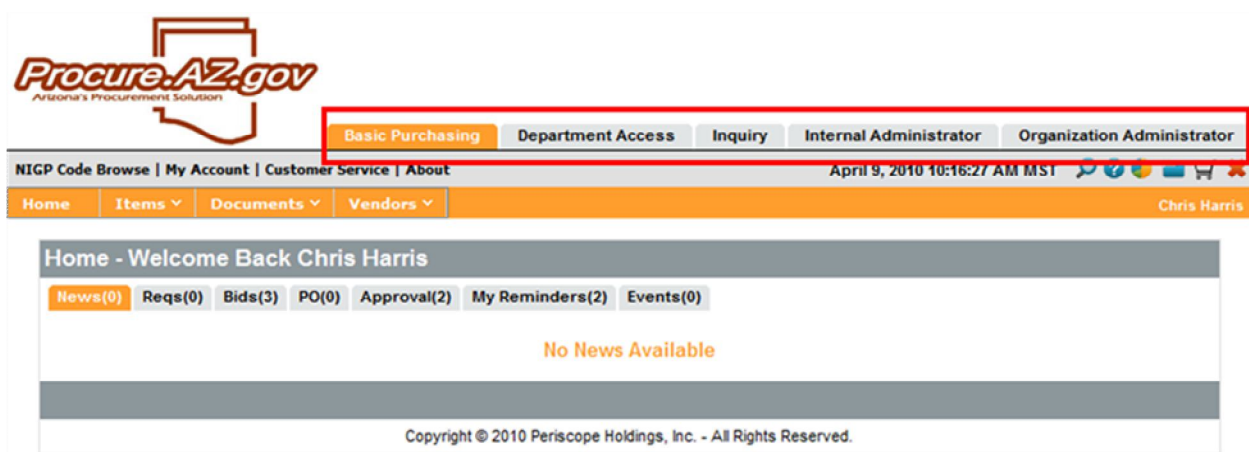 Procure.AZ.gov
Arizona's Procurement Solution
Basic Purchasing Department Access Inquiry Internal Administrator Organization Administrator
NIGP Code Browse | My Account | Customer Service | About April 9, 2010 10:16:27 AM MST
Home Items Documents Vendors Chris Harris
Home - Welcome Back Chris Harris
News(0) Reqs(0) Bids(3) PO(0) Approval(2) My Reminders(2) Events(0)
No News Available
Copyright © 2010 Periscope Holdings, Inc. - All Rights Reserved.